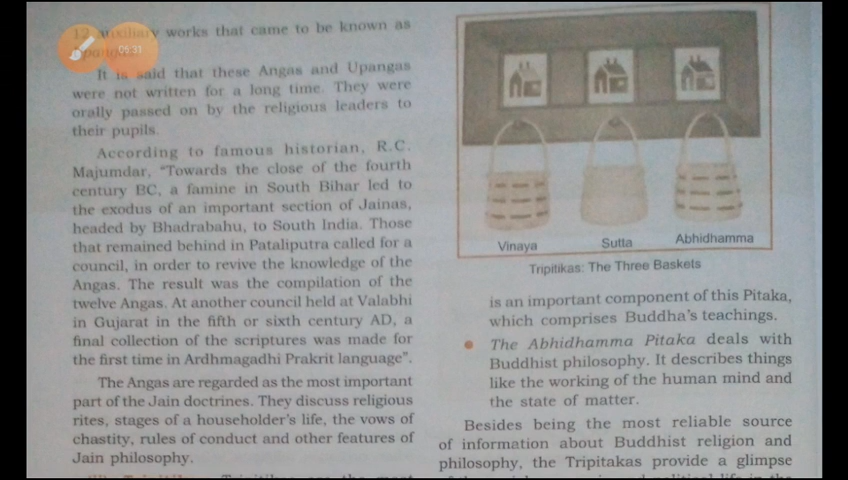 12 auxiliary works that came to be known as
06:31
It is said that these Angas and Upangas
were not written for a long time. They were
orally passed on by the religious leaders to
their pupils.
According to famous historian, R.C.
Majumdar, “Towards the close of the fourth
century BC, a famine in South Bihar led to
the exodus of an important section of Jainas,
headed by Bhadrabahu, to South India. Those
that remained behind in Pataliputra called for a
council, in order to revive the knowledge of the
Angas. The result was the compilation of the
twelve Angas. At another council held at Valabhi
in Gujarat in the fifth or sixth century AD, a
final collection of the scriptures was made for
the first time in Ardhmagadhi Prakrit language”.
The Angas are regarded as the most important
part of the Jain doctrines. They discuss religious
rites, stages of a householder's life, the vows of
chastity, rules of conduct and other features of
Jain philosophy.
Vinaya
Sutta
Abhidhamma
Tripitikas: The Three Baskets
is an important component of this Pitaka,
which comprises Buddha's teachings.
• The Abhidhamma Pitaka deals with
Buddhist philosophy. It describes things
like the working of the human mind and
the state of matter.
Besides being the most reliable source
of information about Buddhist religion and
philosophy, the Tripitakas provide a glimpse